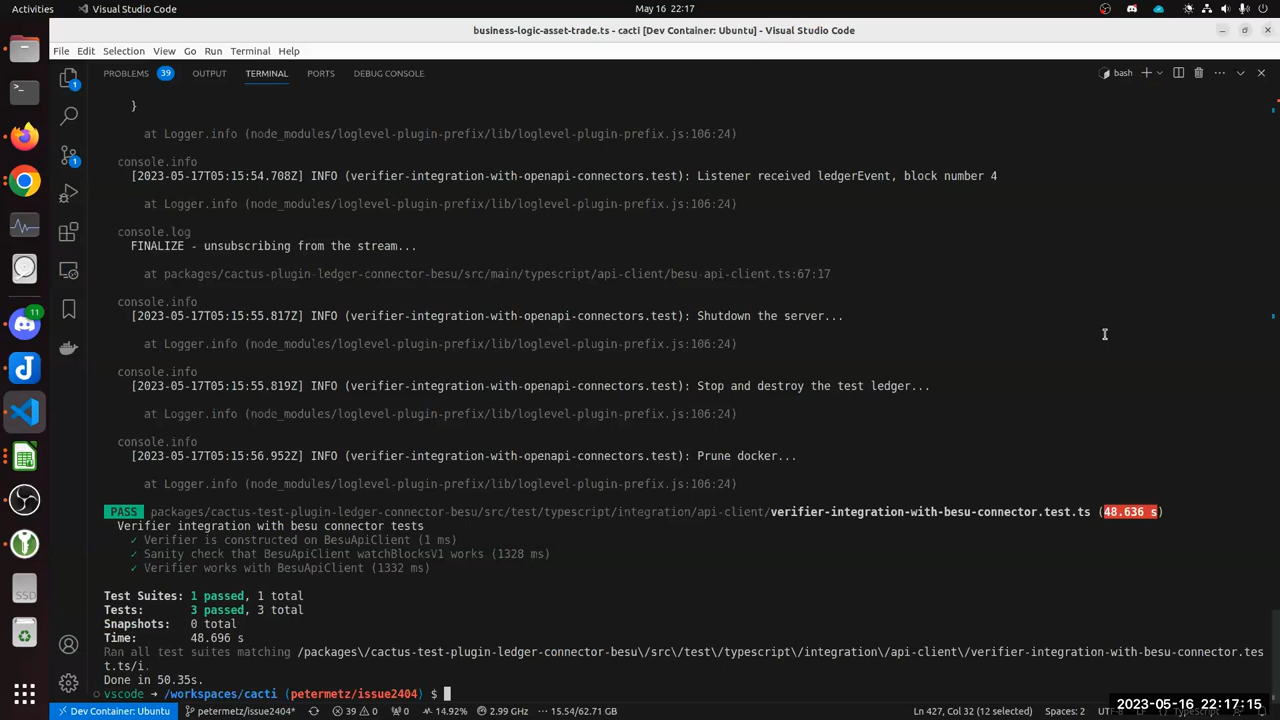 Activities
Visual Studio Code
May 16 22:17
business-logic-asset-trade.ts - cacti [Dev Container: Ubuntu] - Visual Studio Code
File Edit Selection View Go Run Terminal Help
PROBLEMS 39 OUTPUT TERMINAL PORTS DEBUG CONSOLE
bash
1
1
11
}
at Logger.info (node_modules/loglevel-plugin-prefix/lib/loglevel-plugin-prefix.js:106:24)
console.info
[2023-05-17T05:15:54.708Z] INFO (verifier-integration-with-openapi-connectors.test): Listener received ledgerEvent, block number 4
at Logger.info (node_modules/loglevel-plugin-prefix/lib/loglevel-plugin-prefix.js:106:24)
console.log
FINALIZE - unsubscribing from the stream...
at packages/cactus-plugin-ledger-connector-besu/src/main/typescript/api-client/besu-api-client.ts:67:17
console.info
[2023-05-17T05:15:55.817Z] INFO (verifier-integration-with-openapi-connectors.test): Shutdown the server...
at Logger.info (node_modules/loglevel-plugin-prefix/lib/loglevel-plugin-prefix.js:106:24)
console.info
[2023-05-17T05:15:55.819Z] INFO (verifier-integration-with-openapi-connectors.test): Stop and destroy the test ledger...
at Logger.info (node_modules/loglevel-plugin-prefix/lib/loglevel-plugin-prefix.js:106:24)
console.info
[2023-05-17T05:15:56.952Z] INFO (verifier-integration-with-openapi-connectors.test): Prune docker...
at Logger.info (node_modules/loglevel-plugin-prefix/lib/loglevel-plugin-prefix.js:106:24)
PASS packages/cactus-test-plugin-ledger-connector-besu/src/test/typescript/integration/api-client/verifier-integration-with-besu-connector.test.ts (48.636 s)
Verifier integration with besu connector tests
✓ Verifier is constructed on BesuApiClient (1 ms)
✓ Sanity check that BesuApiClient watchBlocksV1 works (1328 ms)
✓ Verifier works with BesuApiClient (1332 ms)
Test Suites: 1 passed, 1 total
Tests: 3 passed, 3 total
Snapshots: 0 total
Time: 48.696 s
Ran all test suites matching /packages\/cactus-test-plugin-ledger-connector-besu\/src\/test\/typescript\/integration\/api-client\/verifier-integration-with-besu-connector.tes
t.ts/i.
Done in 50.35s.
vscode → /workspaces/cacti (petermetz/issue2404) $
SSD
Dev Container: Ubuntu petermetz/issue2404* 39 0 0 14.92% 2.99 GHz 15.54/62.71 GB Ln 427, Col 32 (12 selected) Spaces: 2
2023-05-16 22:17:15